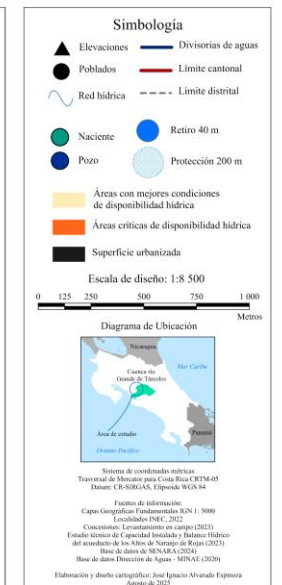 Simbología
Elevaciones
Divisorias de aguas
Poblados
Límite cantonal
Red hídrica
Límite distrital
Naciente
Retiro 40 m
Pozo
Protección 200 m
Áreas con mejores condiciones
de disponibilidad hídrica
Áreas críticas de disponibilidad hídrica
Superficie urbanizada
Escala de diseño: 1:8 500
0 125 250 500 750 1 000
Metros
Diagrama de Ubicación
Nicaragua
Mar Caribe
Cuenca río
Grande de Tárcoles
Área de estudio
Panamá
Océano Pacífico
Sistema de coordenadas métricas
Trasversal de Mercator para Costa Rica CRTM-05
Datum: CR-SIRGAS, Elipsoide WGS 84
Fuentes de información:
Capas Geográficas Fundamentales IGN 1: 5000
Localidades INEC, 2022
Concesiones: Levantamiento en campo (2023)
Estudio técnico de Capacidad Instalada y Balance Hídrico
del acueducto de los Altos de Naranjo de Rojas (2023)
Base de datos de SENARA (2024)
Base de datos Dirección de Aguas - MINAE (2020)
Elaboración y diseño cartográfico: José Ignacio Alvarado Espinoza
Agosto de 2025